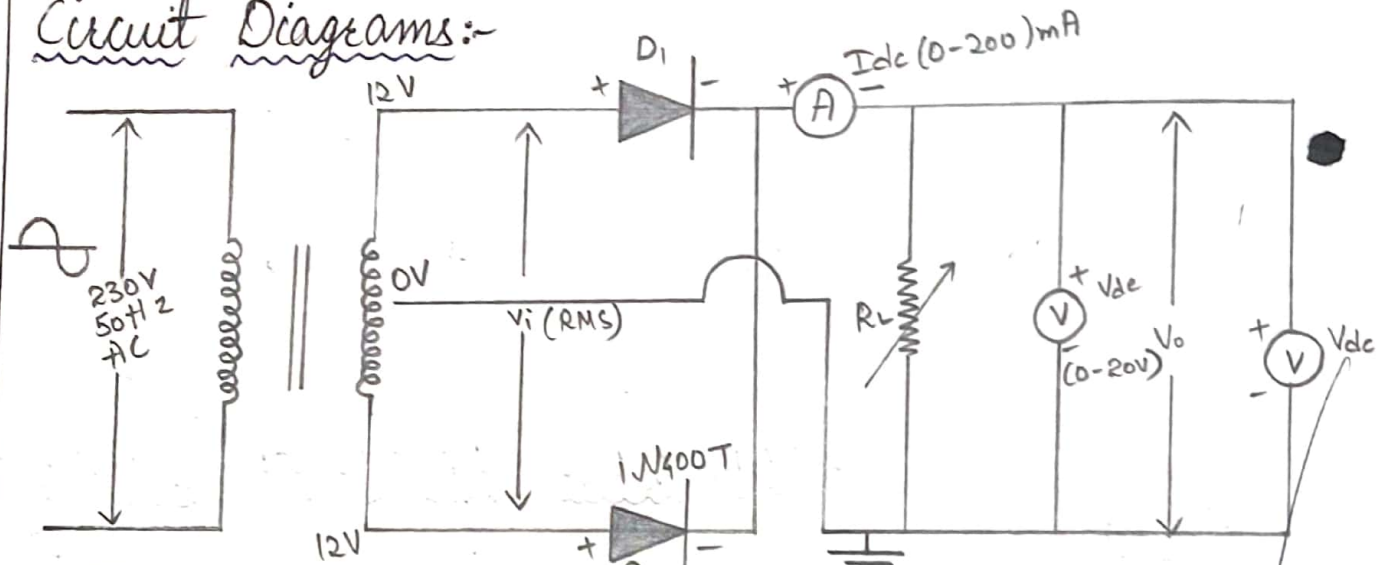 Circuit Diagrams:-
D1
Idc (0-200)mA
12V
+
-
+
A
-
230V
50Hz
AC
0V
Vi (RMS)
RL
+
Vdc
V
-
(0-20V)
Vo
+
Vdc
V
-
1N400T
12V
+
-